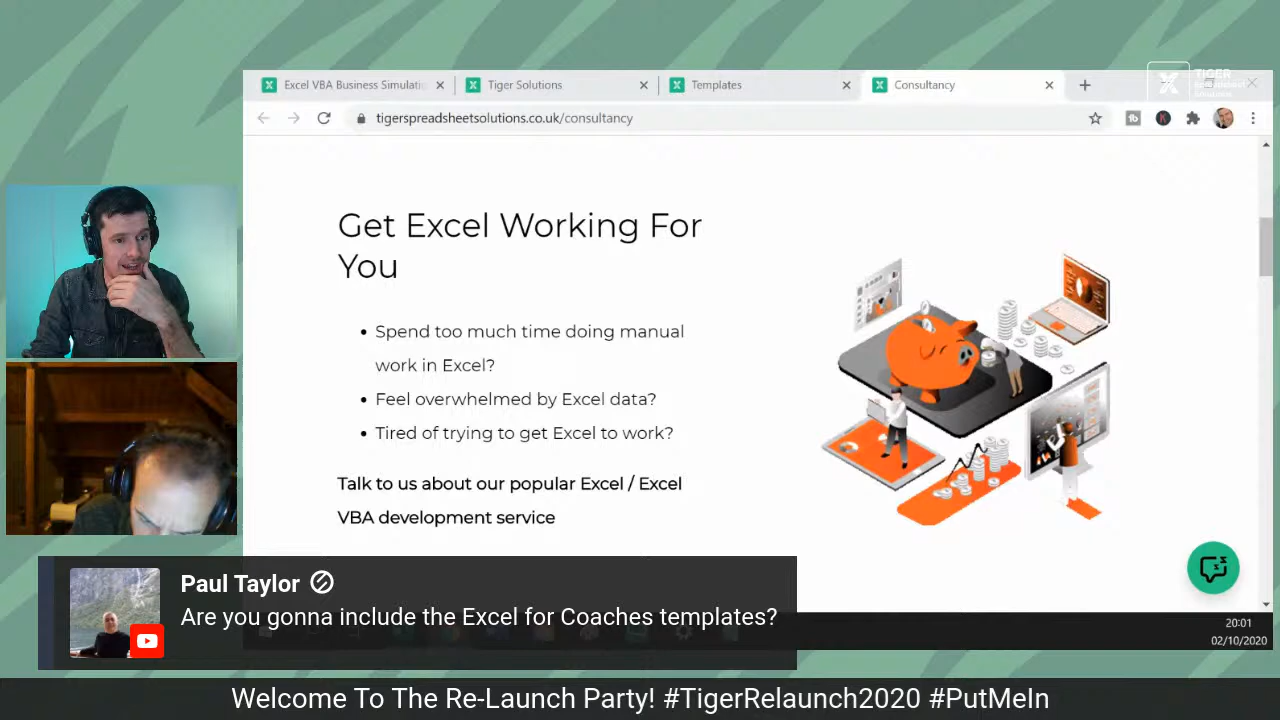 Excel VBA Business Simulati
Tiger Solutions
Templates
Consultancy
TIGER
tigerspreadsheetsolutions.co.uk/consultancy
Get Excel Working For
You
• Spend too much time doing manual
work in Excel?
• Feel overwhelmed by Excel data?
• Tired of trying to get Excel to work?
Talk to us about our popular Excel / Excel
VBA development service
Paul Taylor
Are you gonna include the Excel for Coaches templates?
20:01
02/10/2020
Welcome To The Re-Launch Party! #TigerRelaunch2020 #PutMeIn